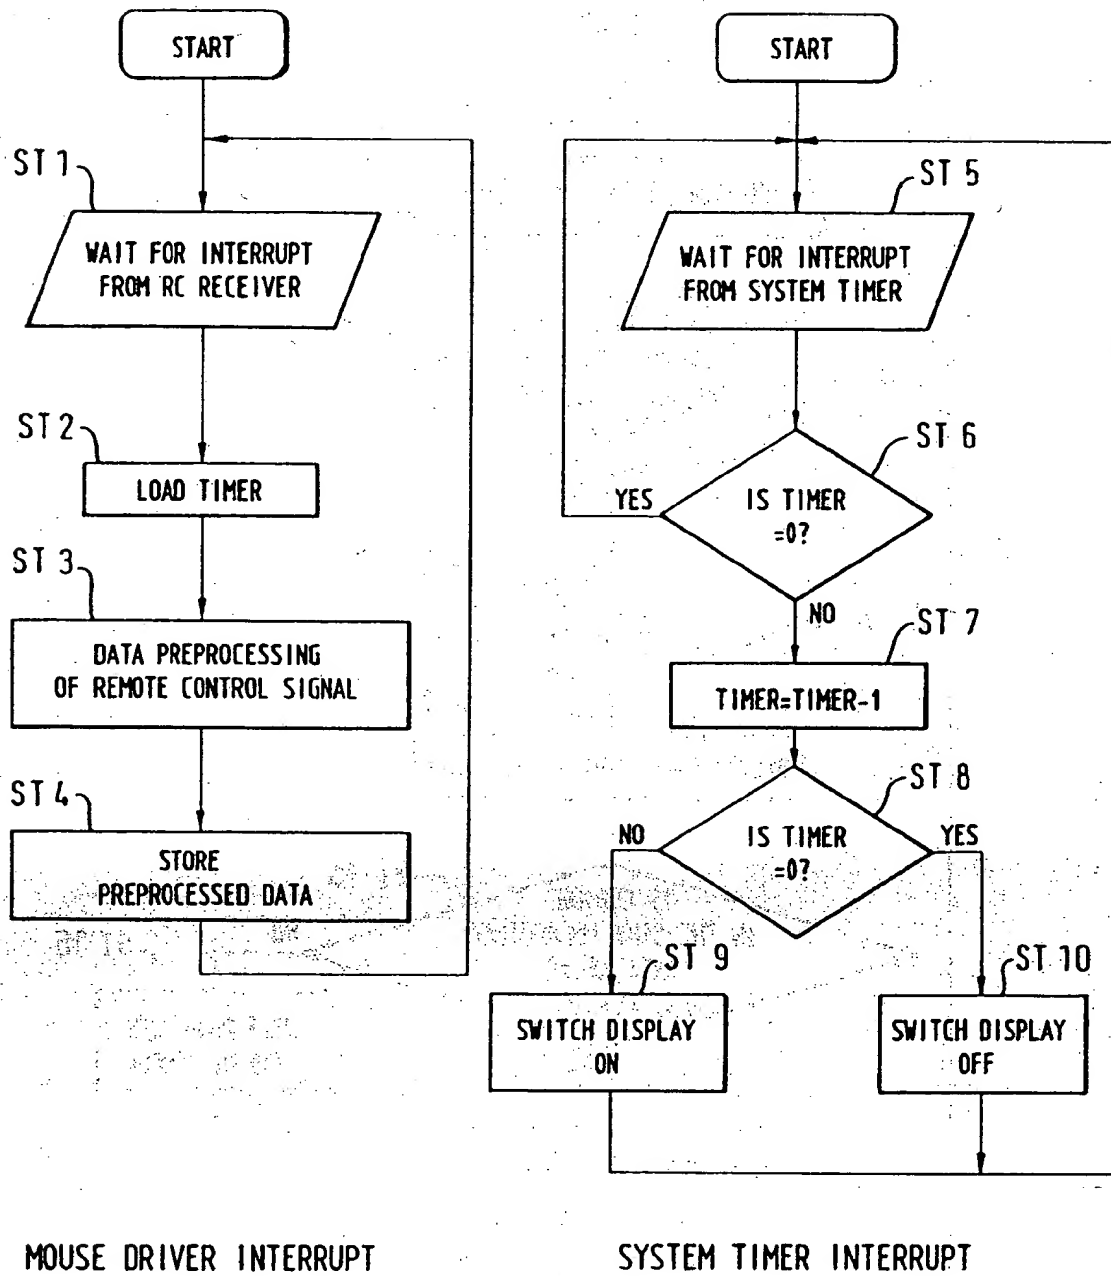 START
ST 1
WAIT FOR INTERRUPT
FROM RC RECEIVER
ST 2
LOAD TIMER
ST 3
DATA PREPROCESSING
OF REMOTE CONTROL SIGNAL
ST 4
STORE
PREPROCESSED DATA
MOUSE DRIVER INTERRUPT
START
ST 5
WAIT FOR INTERRUPT
FROM SYSTEM TIMER
ST 6
YES
IS TIMER
=0?
NO
ST 7
TIMER=TIMER-1
ST 8
NO
IS TIMER
=0?
YES
ST 9
SWITCH DISPLAY
ON
ST 10
SWITCH DISPLAY
OFF
SYSTEM TIMER INTERRUPT